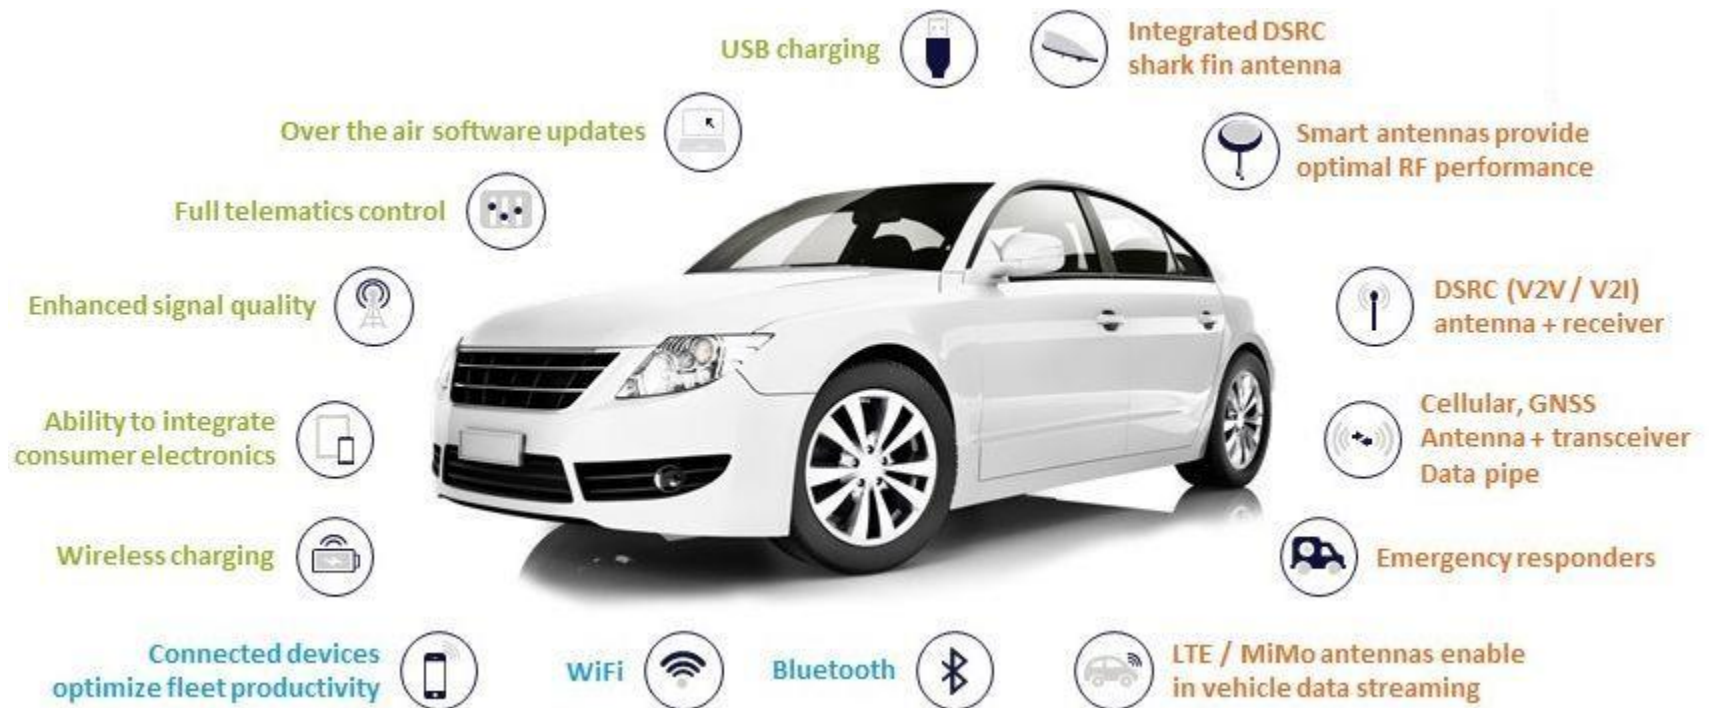 USB charging
Integrated DSRC
shark fin antenna
Over the air software updates
Smart antennas provide
optimal RF performance
Full telematics control
Enhanced signal quality
DSRC (V2V / V2I)
antenna + receiver
Ability to integrate
consumer electronics
Cellular, GNSS
Antenna + transceiver
Data pipe
Wireless charging
Emergency responders
Connected devices
optimize fleet productivity
WiFi
Bluetooth
LTE / MiMo antennas enable
in vehicle data streaming